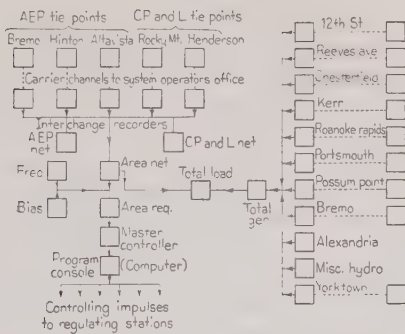 AEP tie points
CP and L tie points
Bremo Hinton Altavista Rocky Mt. Henderson
Carrier channels to system operators office
Interchange recorders
AEP net
CP and L net
Freq
Area net
Bias
Area req.
Total load
Total gen
Master controller
Program console
(Computer)
Controlling impulses
to regulating stations
12th St
Reeves ave
Chesterfield
Kerr
Roanoke rapids
Portsmouth
Possum point
Bremo
Alexandria
Misc. hydro
Yorktown